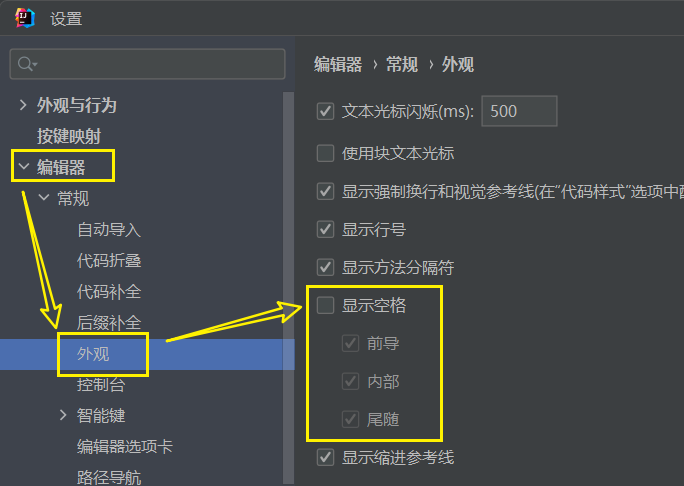 设置
外观与行为
按键映射
编辑器
常规
自动导入
代码折叠
代码补全
后缀补全
外观
控制台
智能键
编辑器选项卡
路径导航
编辑器 › 常规 › 外观
文本光标闪烁(ms): 500
使用块文本光标
显示强制换行和视觉参考线(在“代码样式”选项中配
显示行号
显示方法分隔符
显示空格
前导
内部
尾随
显示缩进参考线